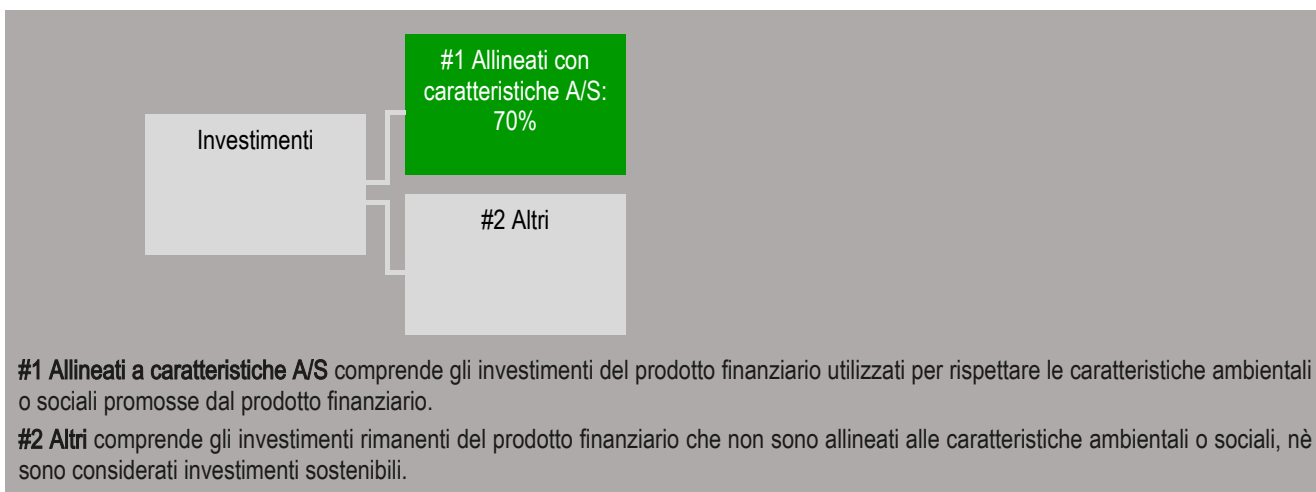 #1 Allineati con
caratteristiche A/S:
70%
Investimenti
#2 Altri
#1 Allineati a caratteristiche A/S comprende gli investimenti del prodotto finanziario utilizzati per rispettare le caratteristiche ambientali
o sociali promosse dal prodotto finanziario.
#2 Altri comprende gli investimenti rimanenti del prodotto finanziario che non sono allineati alle caratteristiche ambientali o sociali, nè
sono considerati investimenti sostenibili.